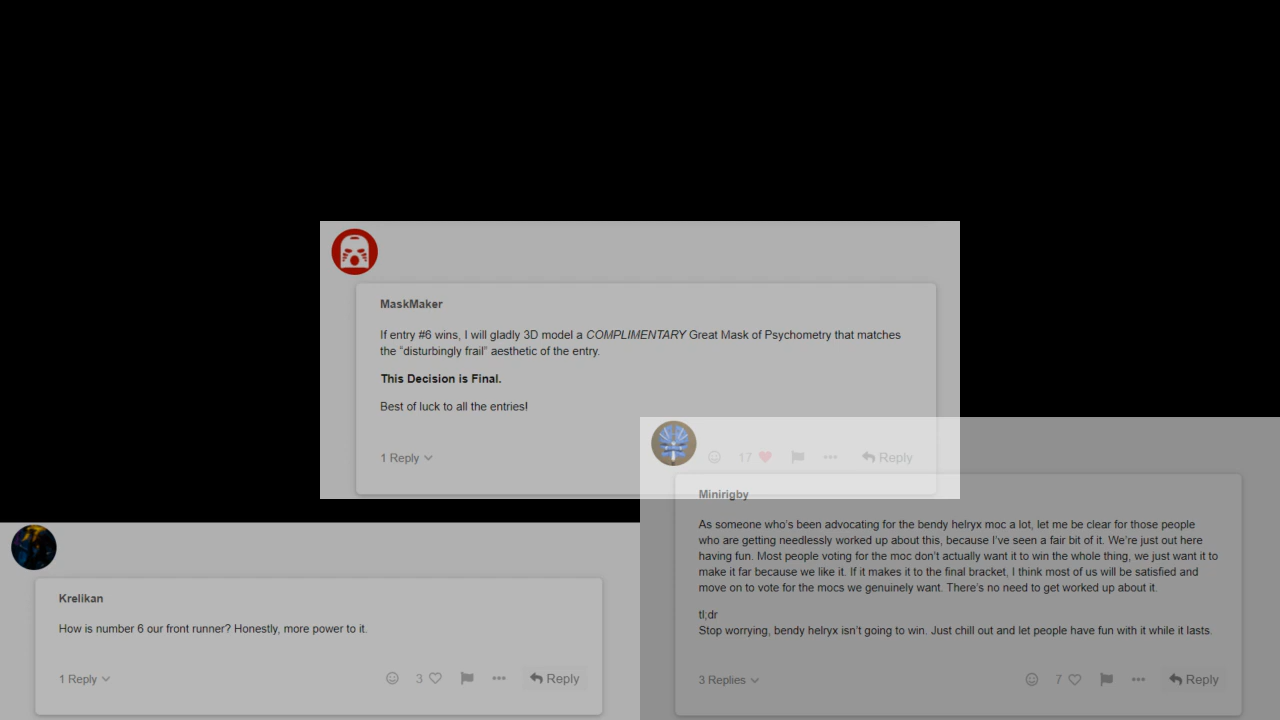 MaskMaker
If entry #6 wins, I will gladly 3D model a COMPLIMENTARY Great Mask of Psychometry that matches
the “disturbingly frail” aesthetic of the entry.
This Decision is Final.
Best of luck to all the entries!
1 Reply
17
Reply
Minirigby
As someone who’s been advocating for the bendy helryx moc a lot, let me be clear for those people
who are getting needlessly worked up about this, because I’ve seen a fair bit of it. We’re just out here
having fun. Most people voting for the moc don’t actually want it to win the whole thing, we just want it to
make it far because we like it. If it makes it to the final bracket, I think most of us will be satisfied and
move on to vote for the mocs we genuinely want. There’s no need to get worked up about it.
tl;dr
Stop worrying, bendy helryx isn’t going to win. Just chill out and let people have fun with it while it lasts.
3 Replies
7
Reply
Krelikan
How is number 6 our front runner? Honestly, more power to it.
1 Reply
3
Reply